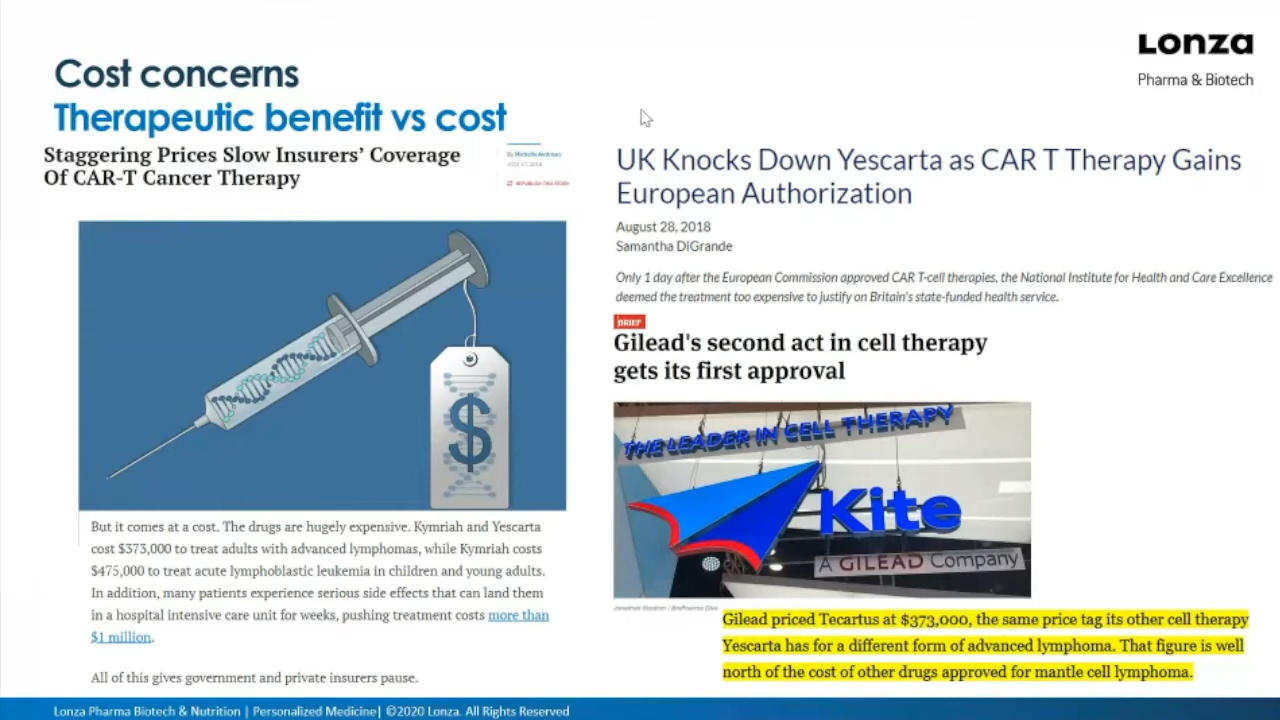 Lonza
Pharma & Biotech
Cost concerns
Therapeutic benefit vs cost
Staggering Prices Slow Insurers' Coverage
Of CAR-T Cancer Therapy
By Michelle Andrews
REPUBLISH THIS STORY
$
But it comes at a cost. The drugs are hugely expensive. Kymriah and Yescarta
cost $373,000 to treat adults with advanced lymphomas, while Kymriah costs
$475,000 to treat acute lymphoblastic leukemia in children and young adults.
In addition, many patients experience serious side effects that can land them
in a hospital intensive care unit for weeks, pushing treatment costs more than
$1 million.
All of this gives government and private insurers pause.
UK Knocks Down Yescarta as CAR T Therapy Gains
European Authorization
August 28, 2018
Samantha DiGrande
Only 1 day after the European Commission approved CAR T-cell therapies, the National Institute for Health and Care Excellence
deemed the treatment too expensive to justify on Britain's state-funded health service.
BRIEF
Gilead's second act in cell therapy
gets its first approval
THE LEADER IN CELL THERAPY
Kite
A GILEAD Company
Gilead priced Tecartus at $373,000, the same price tag its other cell therapy
Yescarta has for a different form of advanced lymphoma. That figure is well
north of the cost of other drugs approved for mantle cell lymphoma.
Lonza Pharma Biotech & Nutrition | Personalized Medicine| ©2020 Lonza. All Rights Reserved